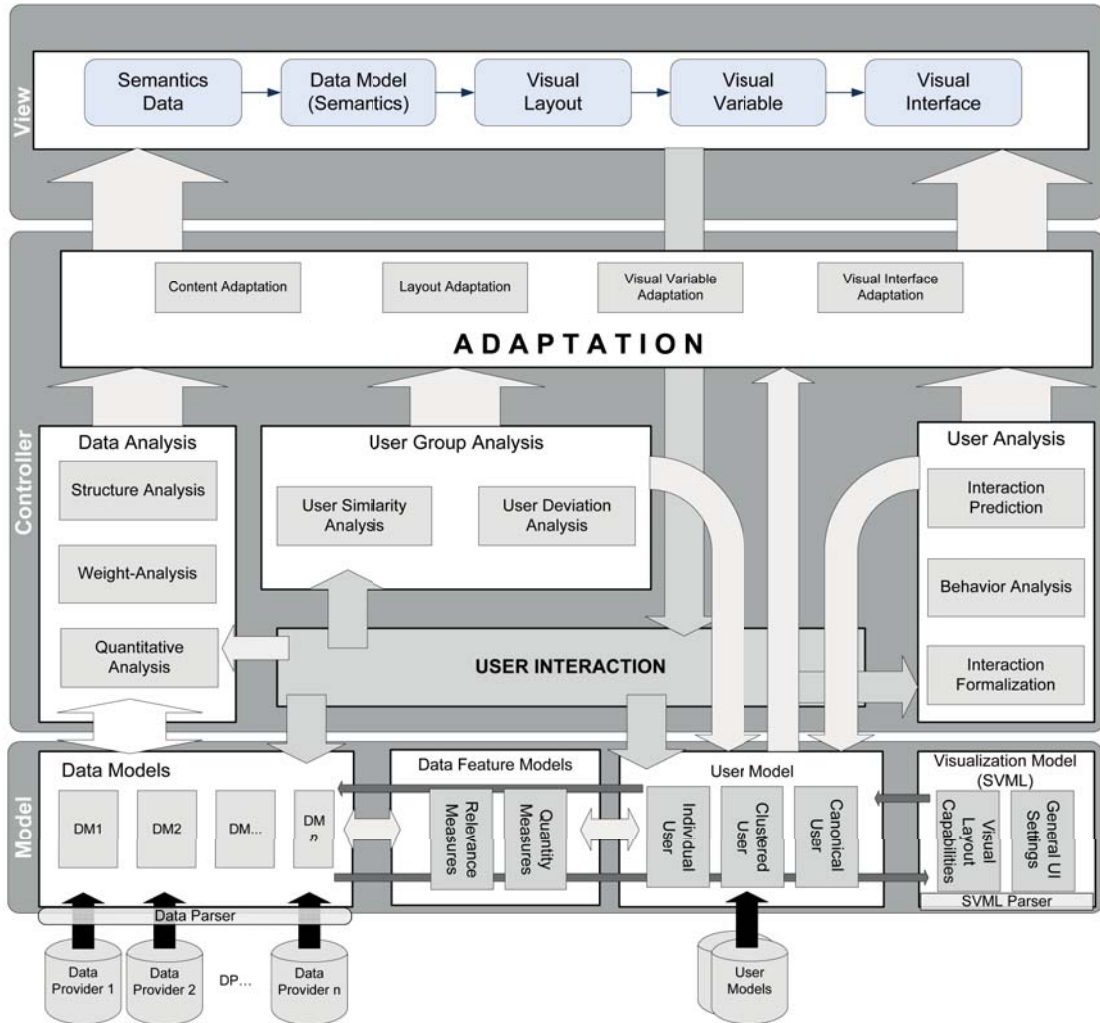 View
Semantics
Data
Data Model
(Semantics)
Visual
Layout
Visual
Variable
Visual
Interface
Controller
Content Adaptation
Layout Adaptation
Visual Variable
Adaptation
Visual Interface
Adaptation
ADAPTATION
Data Analysis
Structure Analysis
Weight-Analysis
Quantitative
Analysis
User Group Analysis
User Similarity
Analysis
User Deviation
Analysis
User Analysis
Interaction
Prediction
Behavior Analysis
Interaction
Formalization
USER INTERACTION
Model
Data Models
DM1
DM2
DM...
DM
n
Data Feature Models
Relevance
Measures
Quantity
Measures
User Model
Individual
User
Clustered
User
Canonical
User
Visualization Model
(SVML)
Visual
Layout
Capabilities
General UI
Settings
SVML Parser
Data Parser
Data
Provider 1
Data
Provider 2
DP...
Data
Provider n
User
Models